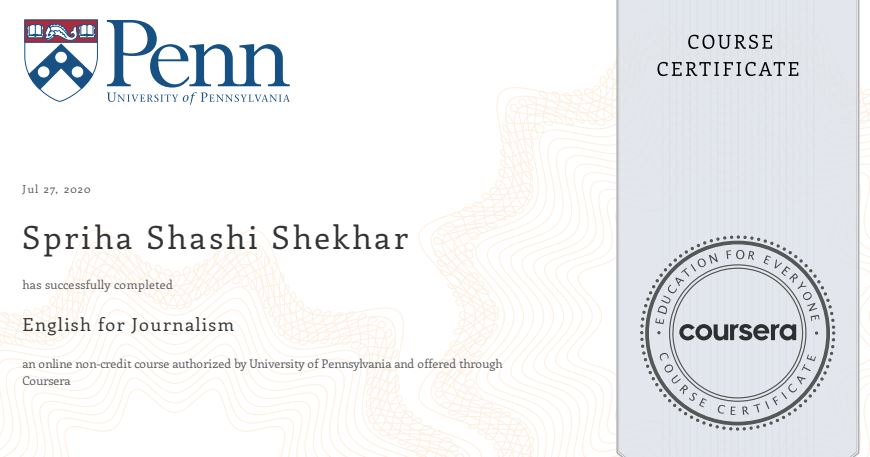 Penn
UNIVERSITY of PENNSYLVANIA
COURSE
CERTIFICATE
Jul 27, 2020
Spriha Shashi Shekhar
has successfully completed
English for Journalism
an online non-credit course authorized by University of Pennsylvania and offered through
Coursera
EDUCATION FOR EVERYONE
coursera
COURSE CERTIFICATE